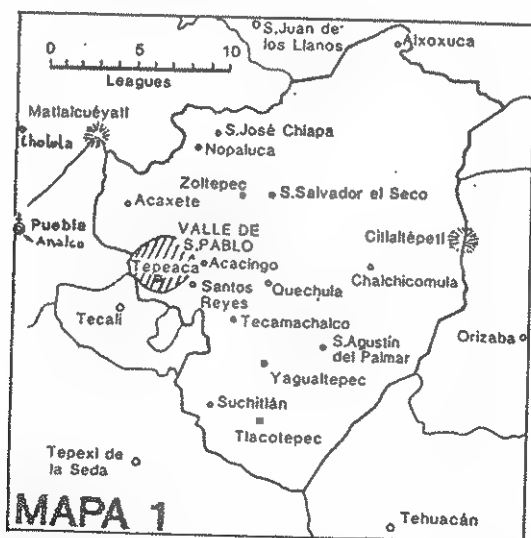 S.Juan de
los Llanos
Aixoxuca
0 5 10
Leagues
Matlalcuéyatl
Cholula
S.José Chiapa
Nopaluca
Zoltepec
S.Salvador el Seco
Acaxete
Puebla
Analco
VALLE DE
S.PABLO
Citlaltépetl
Tepeaca
Acacingo
Chalchicomula
Santos
Reyes
Quechula
Tecali
Tecamachalco
S.Agustín
del Palmar
Orizaba
Yagualtepec
Suchitlán
Tlacotepec
Tepexi de
la Seda
MAPA 1
Tehuacán